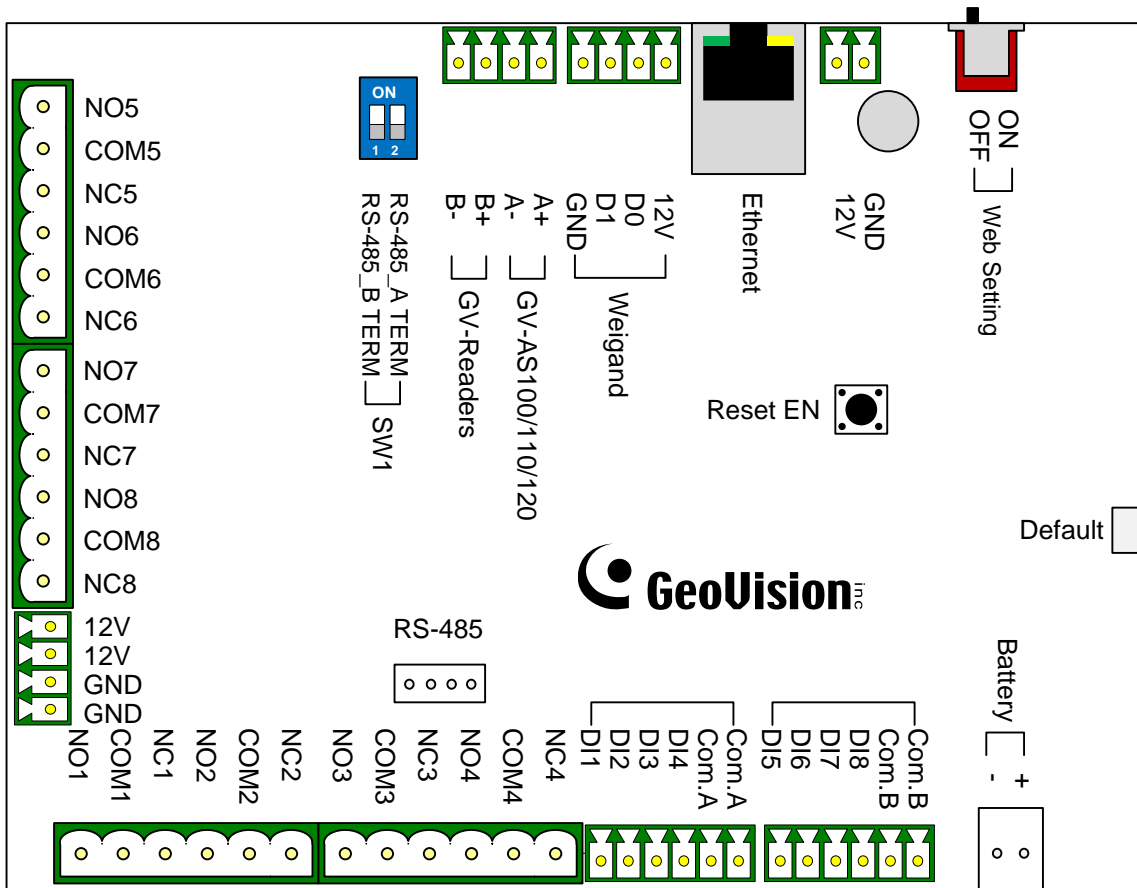 NO5
COM5
NC5
NO6
COM6
NC6
NO7
COM7
NC7
NO8
COM8
NC8
12V
12V
GND
GND
ON
1 2
RS-485_B TERM
RS-485_A TERM
SW1
B-
B+
A-
A+
GV-Readers
GV-AS100/110/120
GND
D1
D0
12V
Weigand
Ethernet
12V
GND
OFF
ON
Web Setting
Reset EN
Default
GeoVision inc
RS-485
Battery
-
+
NO1
COM1
NC1
NO2
COM2
NC2
NO3
COM3
NC3
NO4
COM4
NC4
DI1
DI2
DI3
DI4
Com.A
Com.A
DI5
DI6
DI7
DI8
Com.B
Com.B